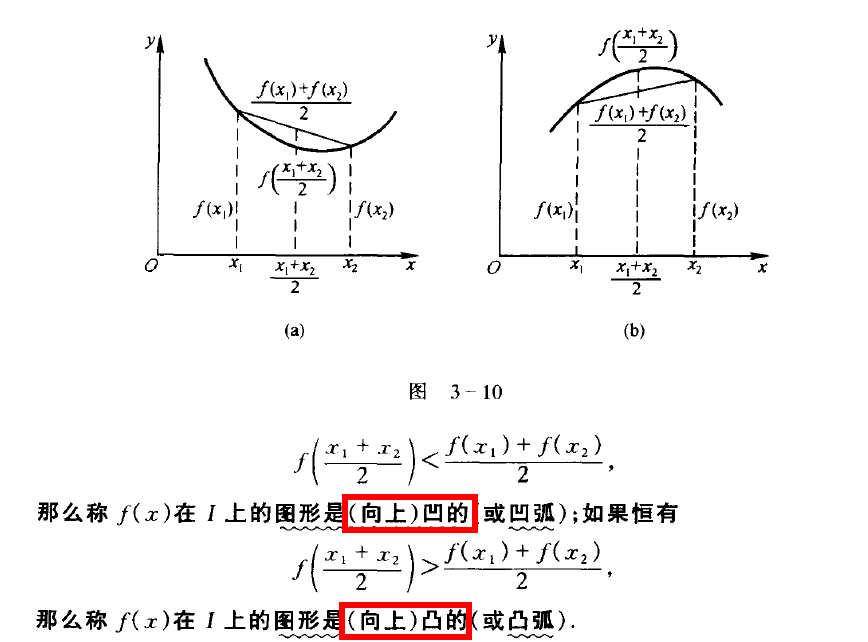 y
f(x₁)+f(x₂)
2
f(x₁+x₂
2)
f(x₁)
f(x₂)
O
x₁
x₁+x₂
2
x₂
x
(a)
y
f(x₁+x₂
2)
f(x₁)+f(x₂)
2
f(x₁)
f(x₂)
O
x₁
x₁+x₂
2
x₂
x
(b)
图 3-10
f((x₁+x₂)/2)<(f(x₁)+f(x₂))/2,
那么称 f(x)在 I 上的图形是(向上)凹的(或凹弧);如果恒有
f((x₁+x₂)/2)>(f(x₁)+f(x₂))/2,
那么称 f(x)在 I 上的图形是(向上)凸的(或凸弧).